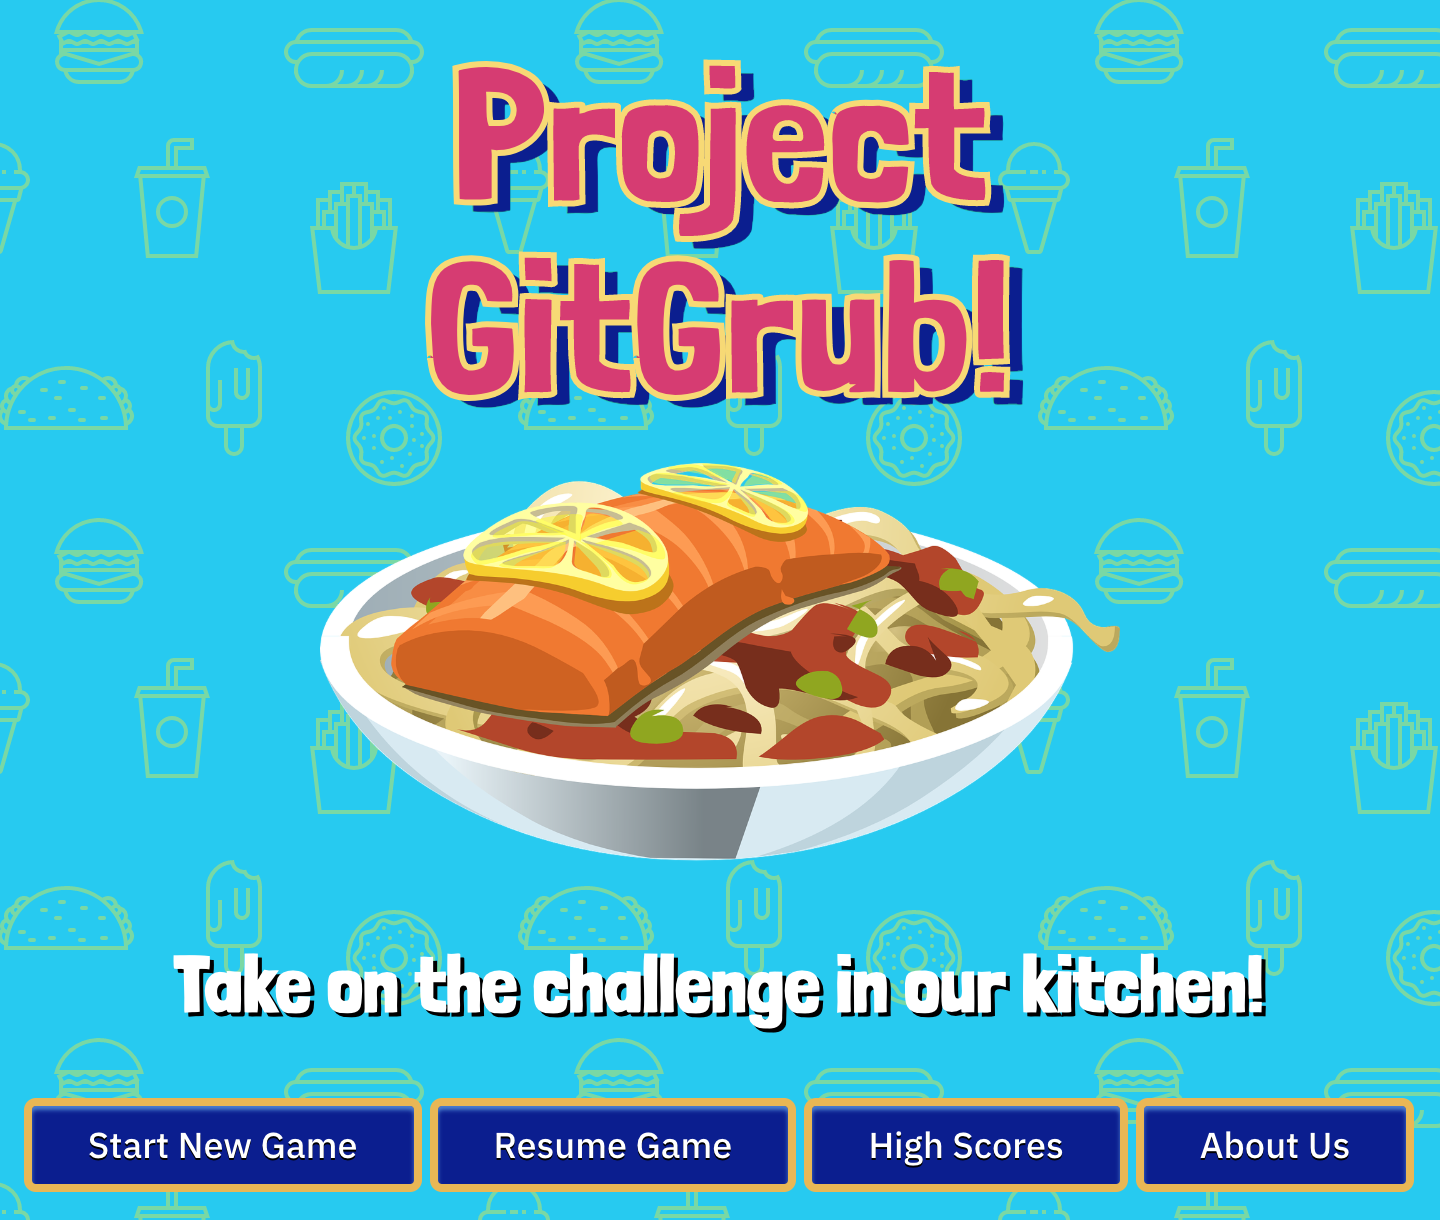 Project
GitGrub!
Take on the challenge in our kitchen!
Start New Game
Resume Game
High Scores
About Us